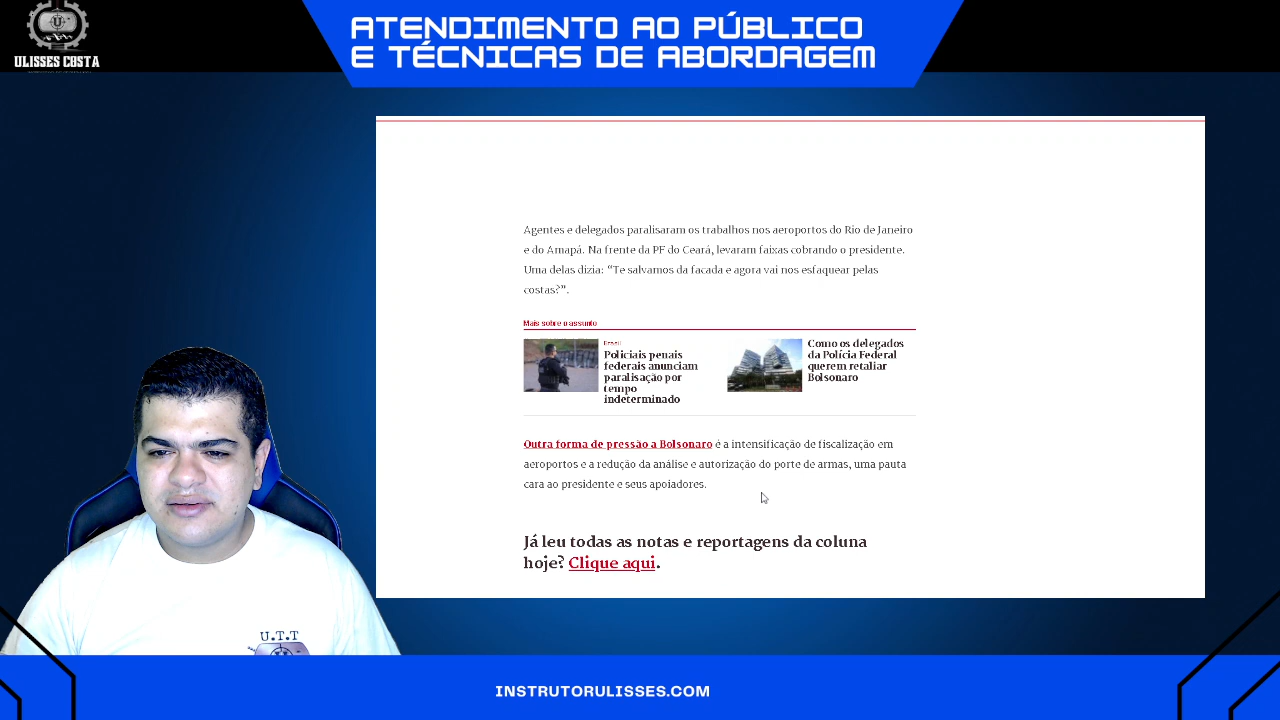 ULISSES COSTA
ATENDIMENTO AO PÚBLICO
E TÉCNICAS DE ABORDAGEM
Agentes e delegados paralisaram os trabalhos nos aeroportos do Rio de Janeiro
e do Amapá. Na frente da PF do Ceará, levaram faixas cobrando o presidente.
Uma delas dizia: “Te salvamos da facada e agora vai nos esfaquear pelas
costas?”.
Mais sobre o assunto
Brasil
Policiais penais
federais anunciam
paralisação por
tempo
indeterminado
Como os delegados
da Polícia Federal
querem retaliar
Bolsonaro
Outra forma de pressão a Bolsonaro é a intensificação de fiscalização em
aeroportos e a redução da análise e autorização do porte de armas, uma pauta
cara ao presidente e seus apoiadores.
Já leu todas as notas e reportagens da coluna
hoje? Clique aqui.
U.T.T
INSTRUTORULISSES.COM